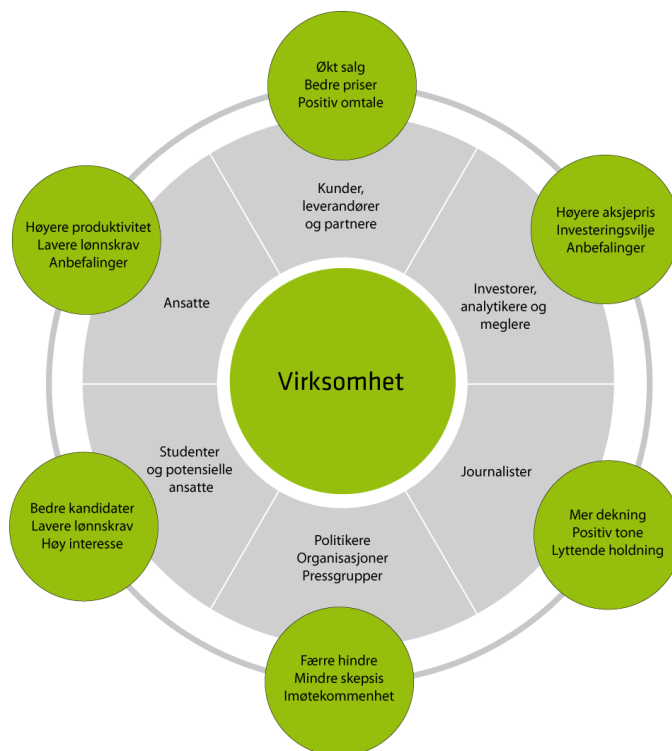 Økt salg
Bedre priser
Positiv omtale
Kunder,
leverandører
og partnere
Høyere produktivitet
Lavere lønnskrav
Anbefalinger
Høyere aksjepris
Investeringsvilje
Anbefalinger
Ansatte
Investorer,
analytikere og
meglere
Virksomhet
Studenter
og potensielle
ansatte
Journalister
Bedre kandidater
Lavere lønnskrav
Høy interesse
Mer dekning
Positiv tone
Lyttende holdning
Politikere
Organisasjoner
Pressgrupper
Færre hindre
Mindre skepsis
Imøtekommenhet